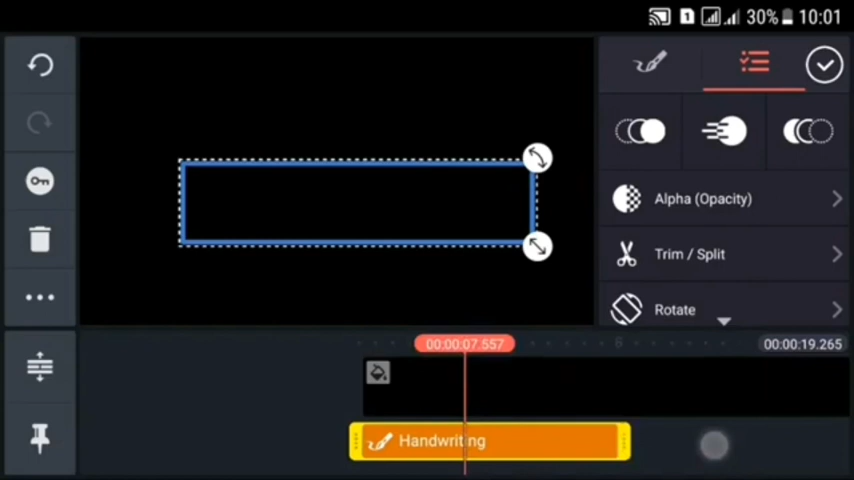 1 30% 10:01
Alpha (Opacity)
Trim / Split
Rotate
00:00:07.557
00:00:19.265
Handwriting